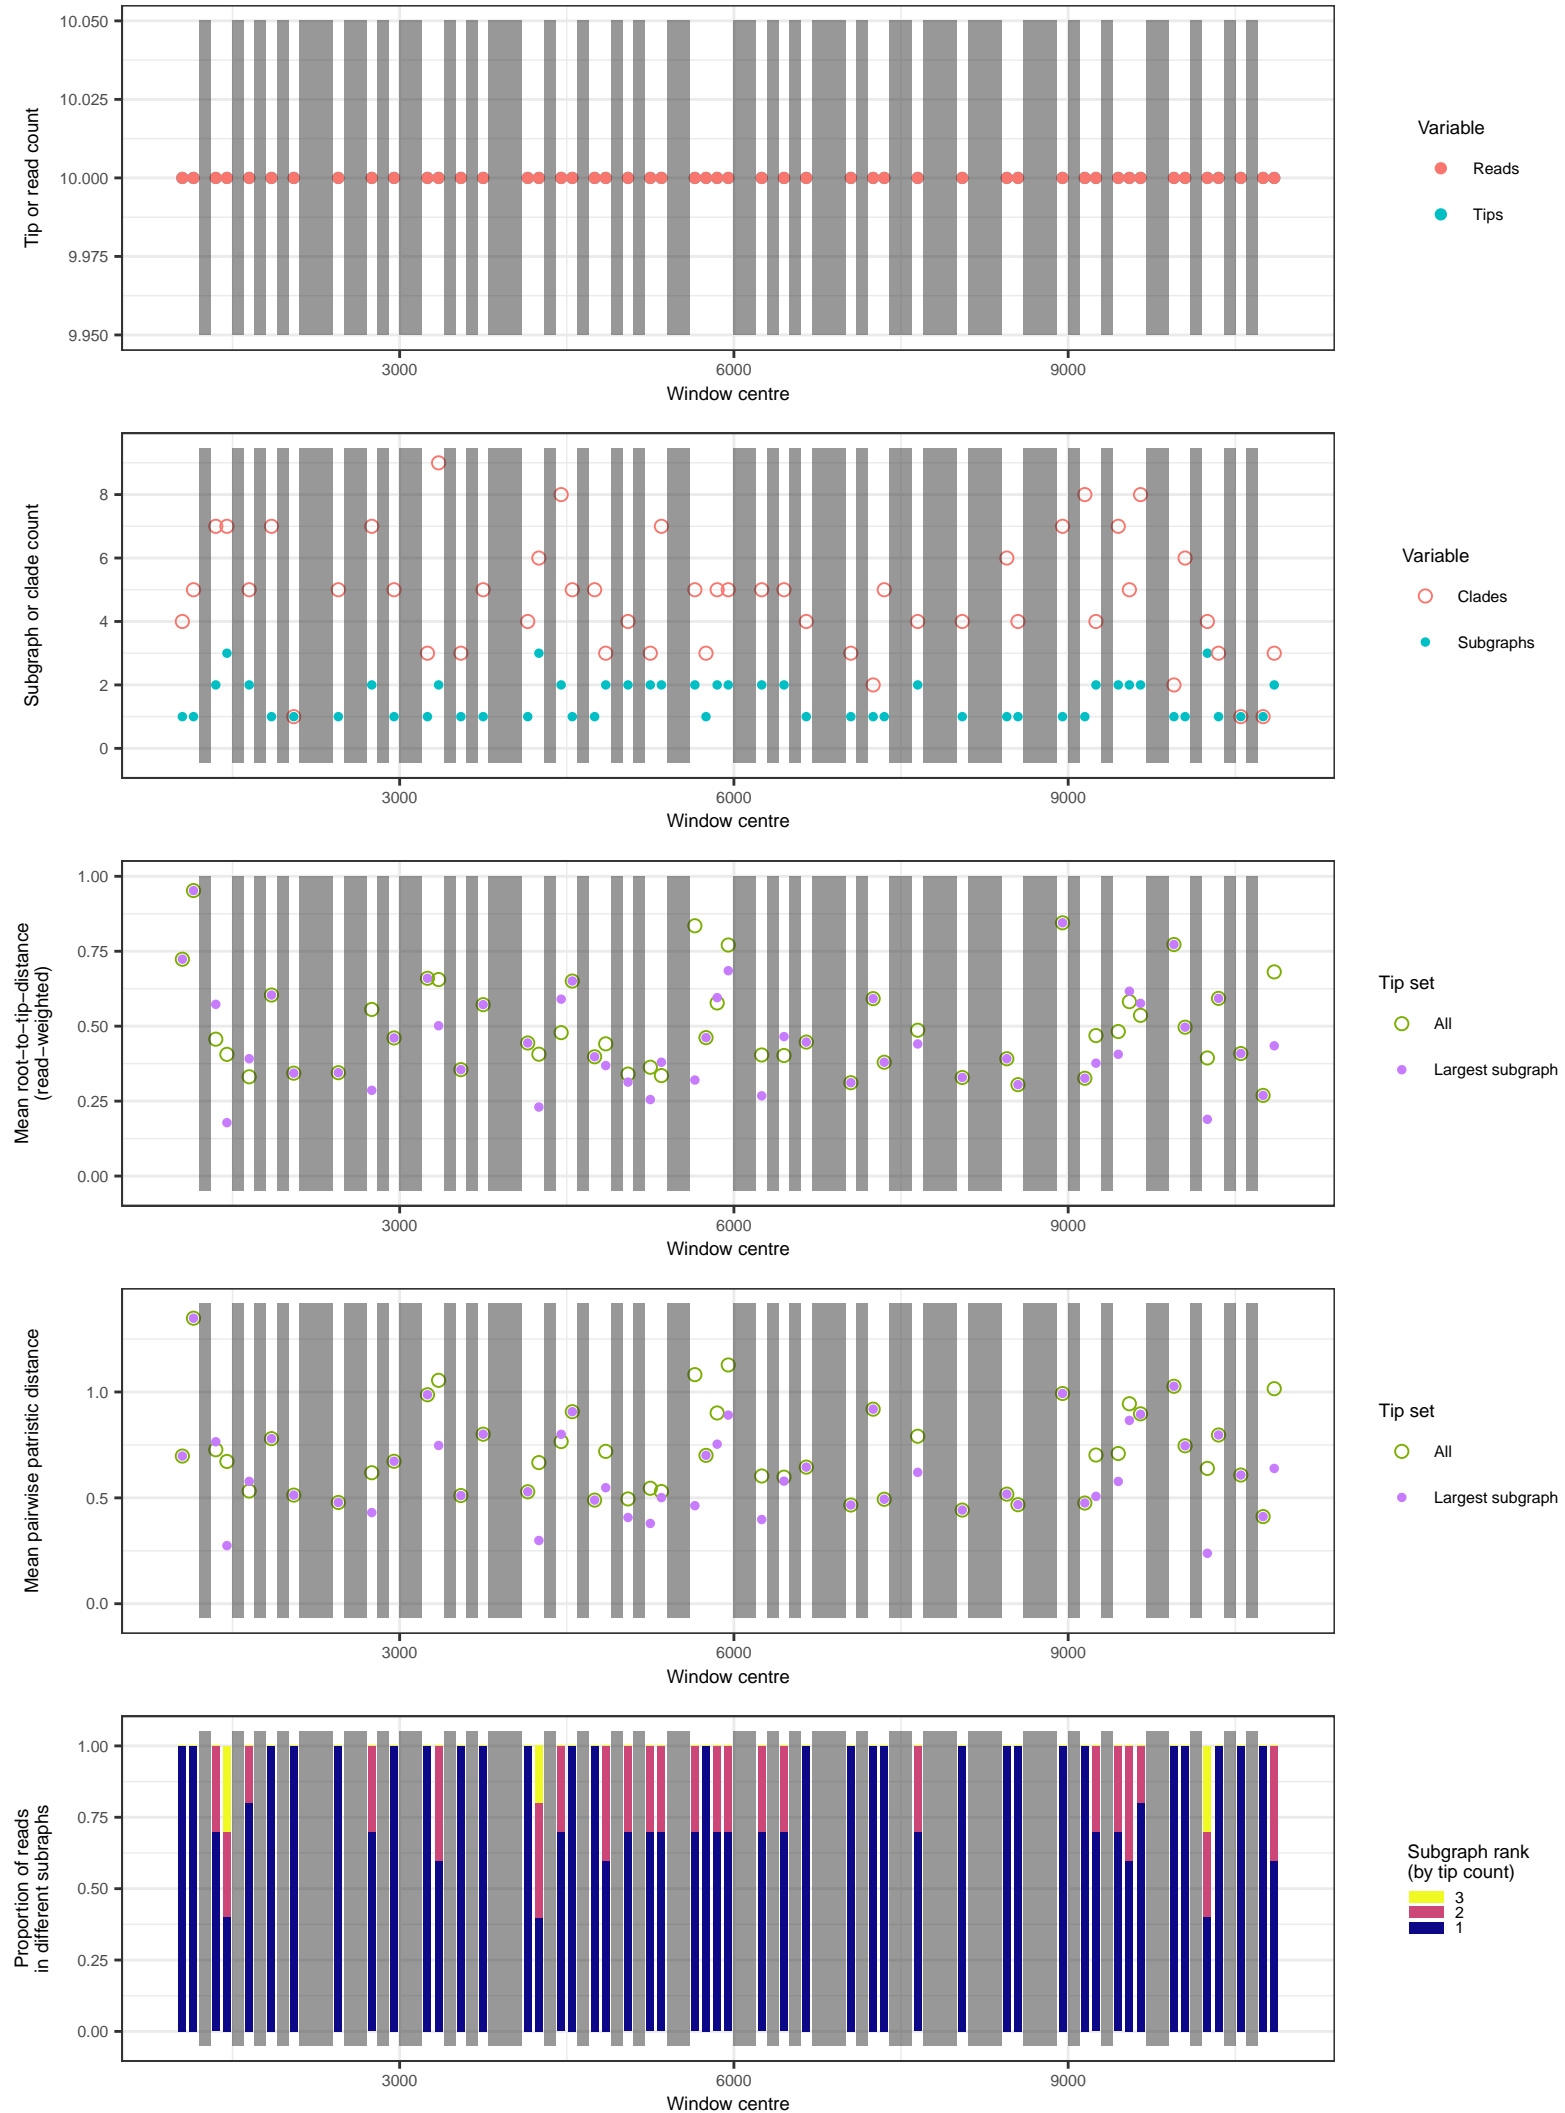 10.050
10.025
10.000
9.975
9.950
Tip or read count
3000
6000
9000
Window centre
Variable
Reads
Tips
8
6
4
2
0
Subgraph or clade count
3000
6000
9000
Window centre
Variable
Clades
Subgraphs
1.00
0.75
0.50
0.25
0.00
Mean root−to−tip−distance
(read−weighted)
3000
6000
9000
Window centre
Tip set
All
Largest subgraph
1.0
0.5
0.0
Mean pairwise patristic distance
3000
6000
9000
Window centre
Tip set
All
Largest subgraph
1.00
0.75
0.50
0.25
0.00
Proportion of reads
in different subraphs
3000
6000
9000
Window centre
Subgraph rank
(by tip count)
3
2
1